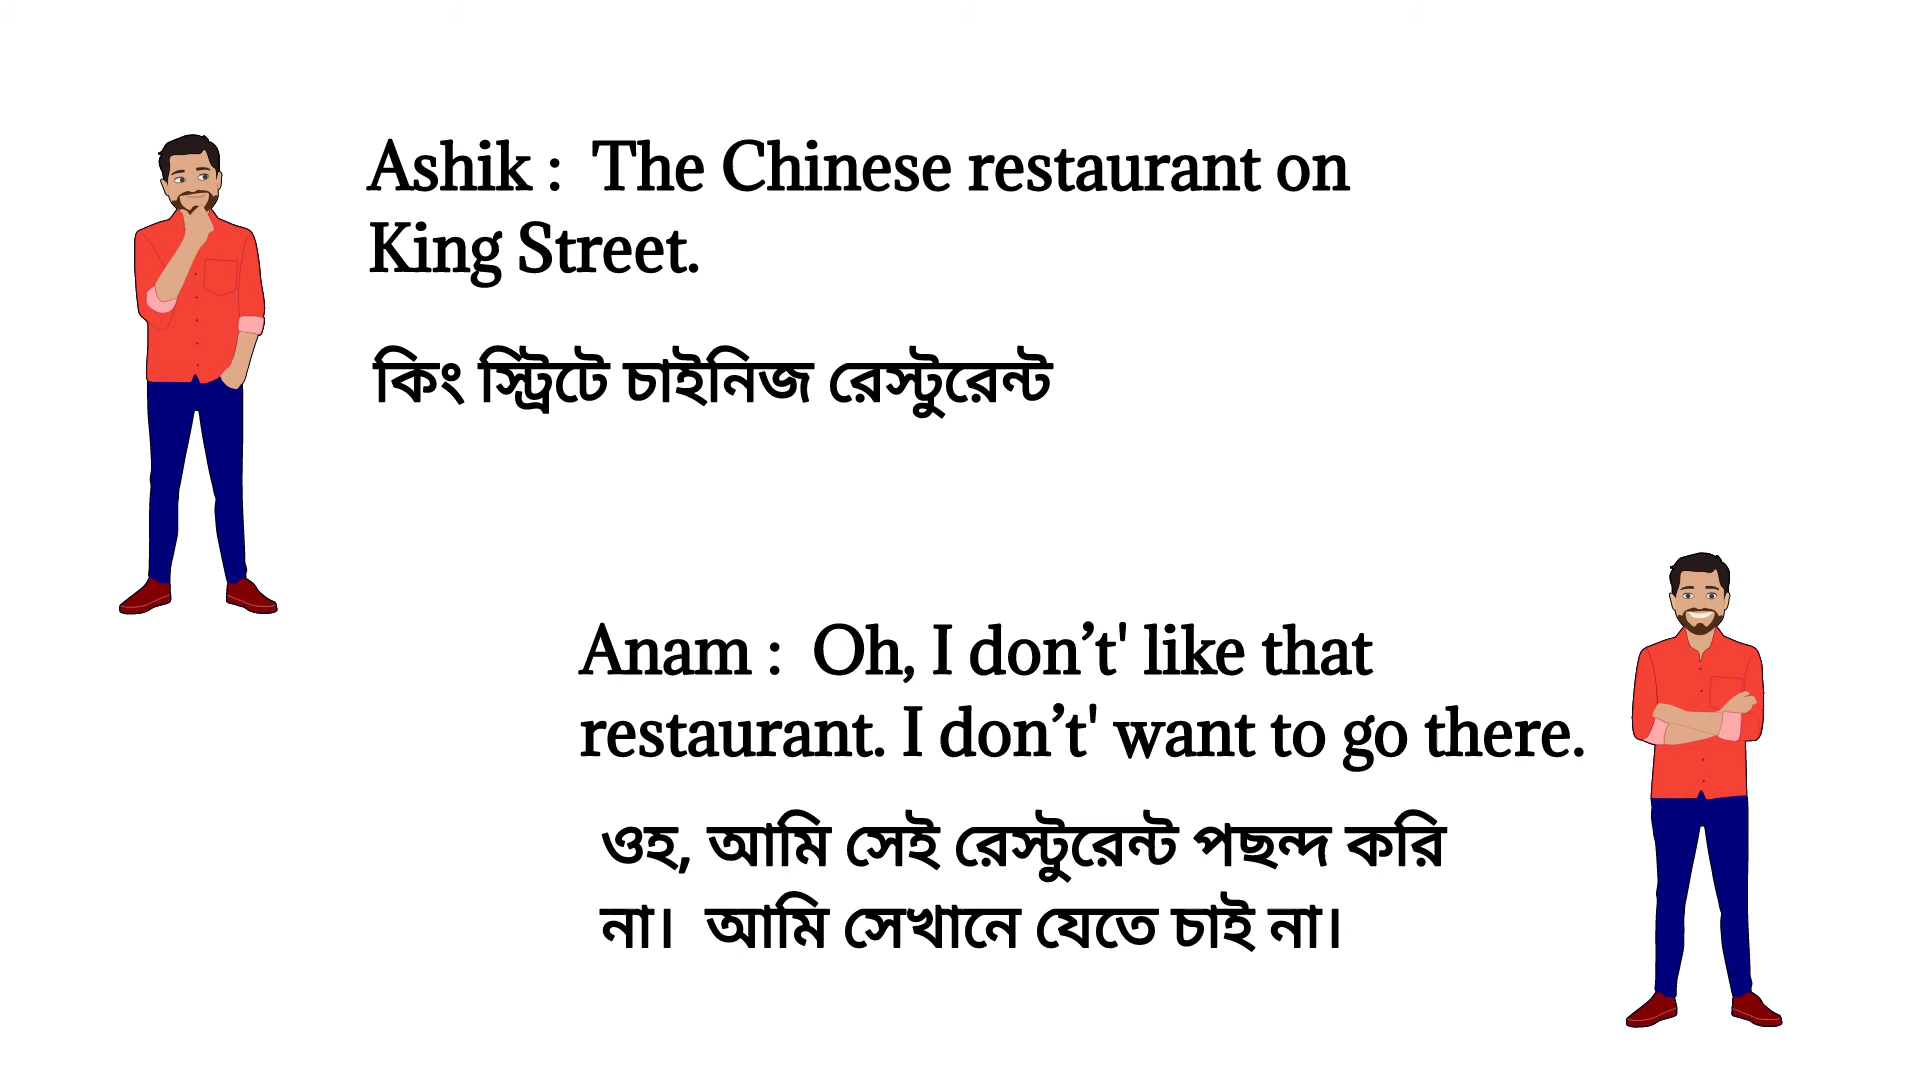 Ashik :  The Chinese restaurant on
King Street.
কিং স্ট্রিটে চাইনিজ রেস্টুরেন্ট
Anam :  Oh, I don’t' like that
restaurant. I don’t' want to go there.
ওহ, আমি সেই রেস্টুরেন্ট পছন্দ করি
না।  আমি সেখানে যেতে চাই না।